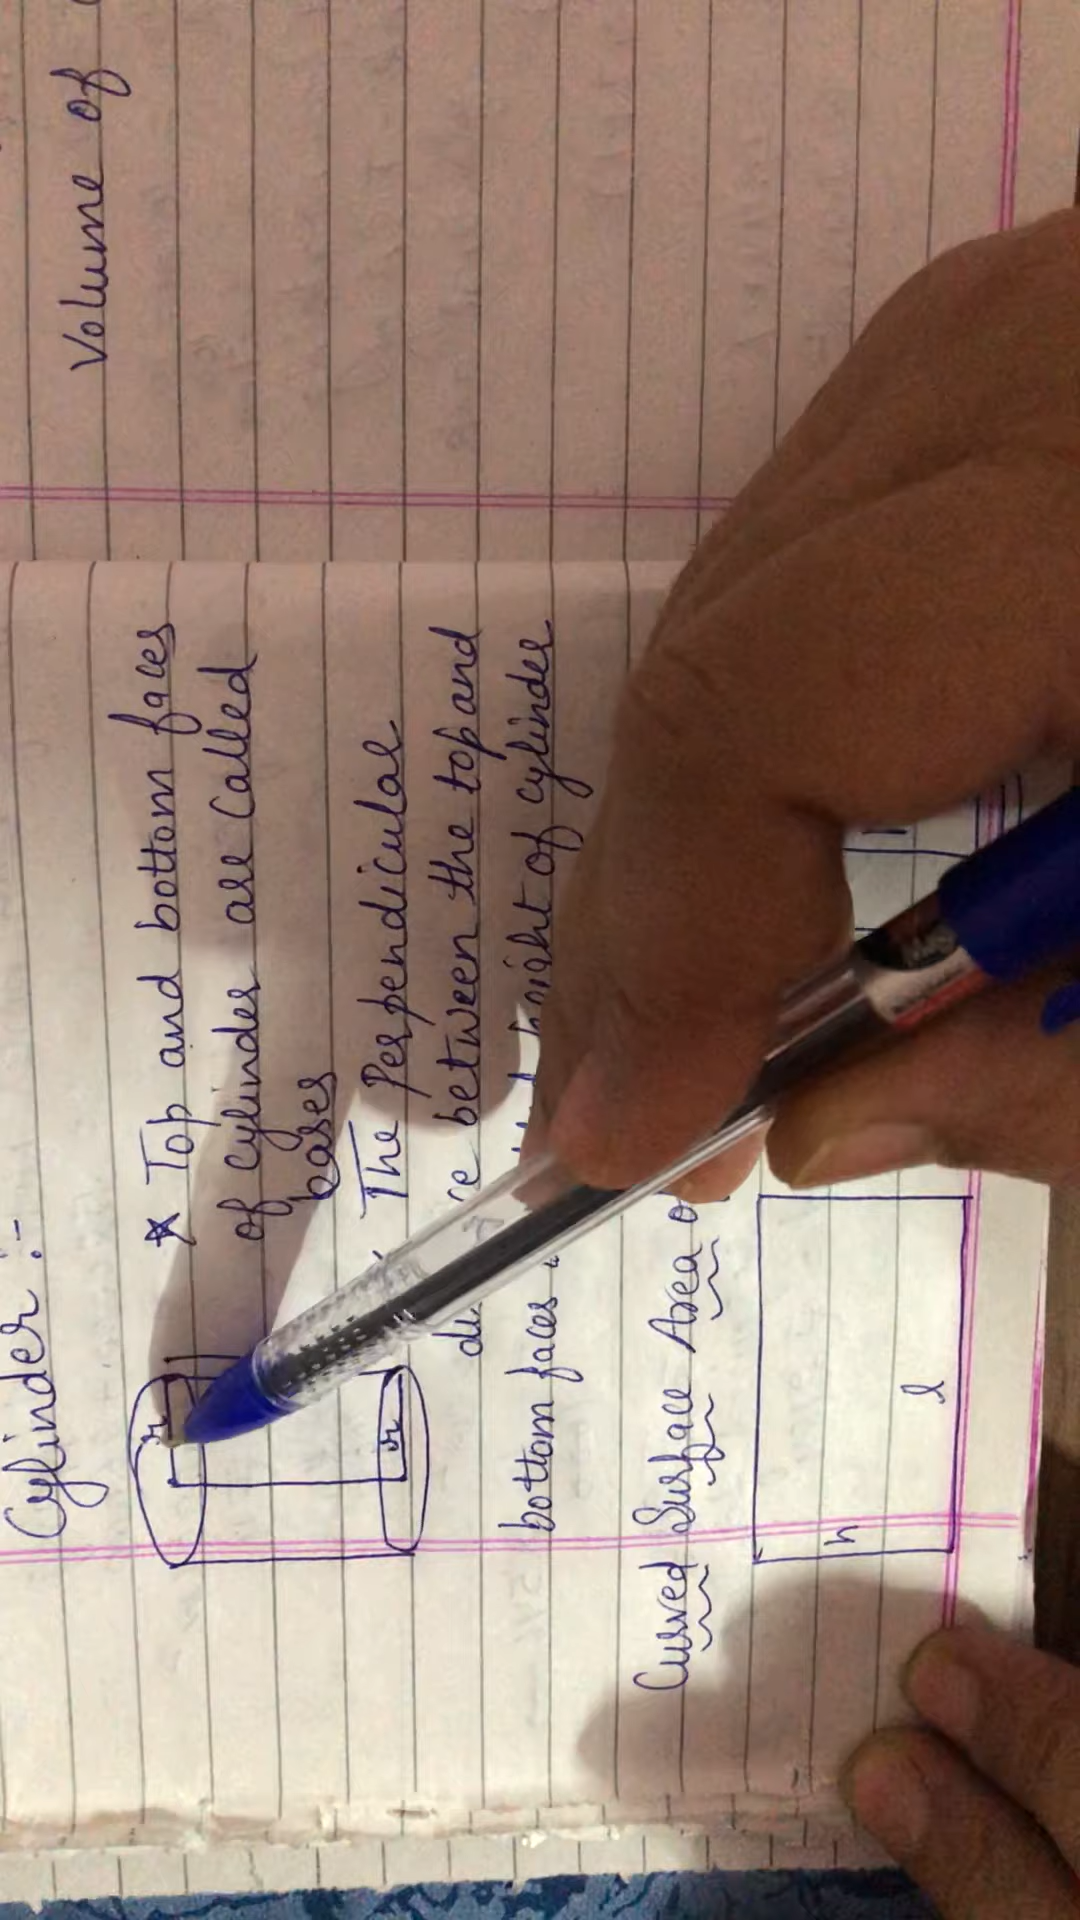 Cylinder :-
* Top and bottom faces
of cylinder are called
bases
The Perpendicular
between the top and
bottom faces
of cylinder
Curved Surface Area
r
r
h
l
Volume of